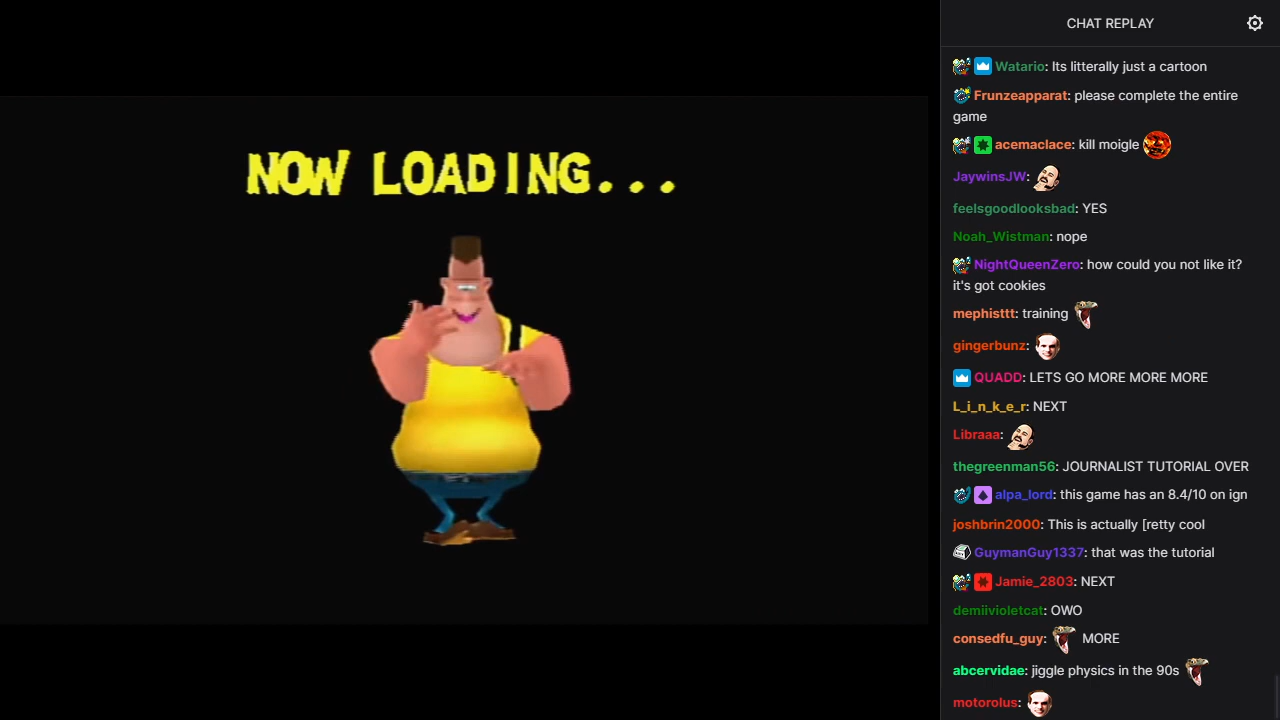 NOW LOADING...
CHAT REPLAY
Watario: Its litterally just a cartoon
Frunzeapparat: please complete the entire
game
acemaclace: kill moigle
JaywinsJW:
feelsgoodlooksbad: YES
Noah_Wistman: nope
NightQueenZero: how could you not like it?
it's got cookies
mephisttt: training
gingerbunz:
QUADD: LETS GO MORE MORE MORE
L_i_n_k_e_r: NEXT
Libraaa:
thegreenman56: JOURNALIST TUTORIAL OVER
alpa_lord: this game has an 8.4/10 on ign
joshbrin2000: This is actually [retty cool
GuymanGuy1337: that was the tutorial
Jamie_2803: NEXT
demiivioletcat: OWO
consedfu_guy: MORE
abcervidae: jiggle physics in the 90s
motorolus: